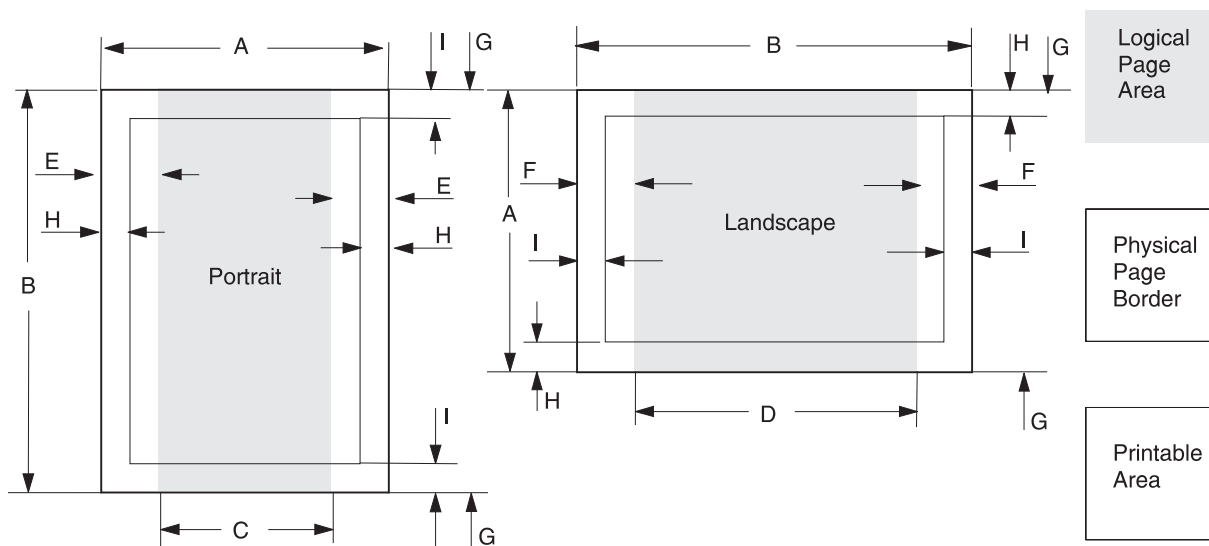 A
I
G
E
E
H
H
B
Portrait
I
C
G
B
H
G
F
F
A
Landscape
I
I
H
D
G
Logical
Page
Area
Physical
Page
Border
Printable
Area